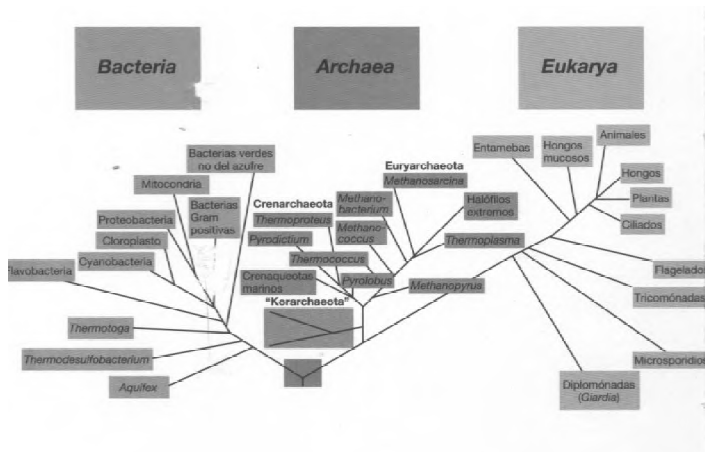 Bacteria
Archaea
Eukarya
Bacterias verdes
no del azufre
Mitocondria
Bacterias
Gram
positivas
Proteobacteria
Cloroplasto
Cyanobacteria
Flavobacteria
Thermotoga
Thermodesulfobacterium
Aquifex
Euryarchaeota
Methanosarcina
Crenarchaeota
Methano-
bacterium
Halófilos
extremos
Thermoproteus
Methano-
coccus
Pyrodictium
Thermoplasma
Thermococcus
Crenaqueotas
marinos
Pyrolobus
Methanopyrus
"Korarchaeota"
Entamebas
Hongos
mucosos
Animales
Hongos
Plantas
Ciliados
Flagelados
Tricomónadas
Microsporidios
Diplomónadas
(Giardia)